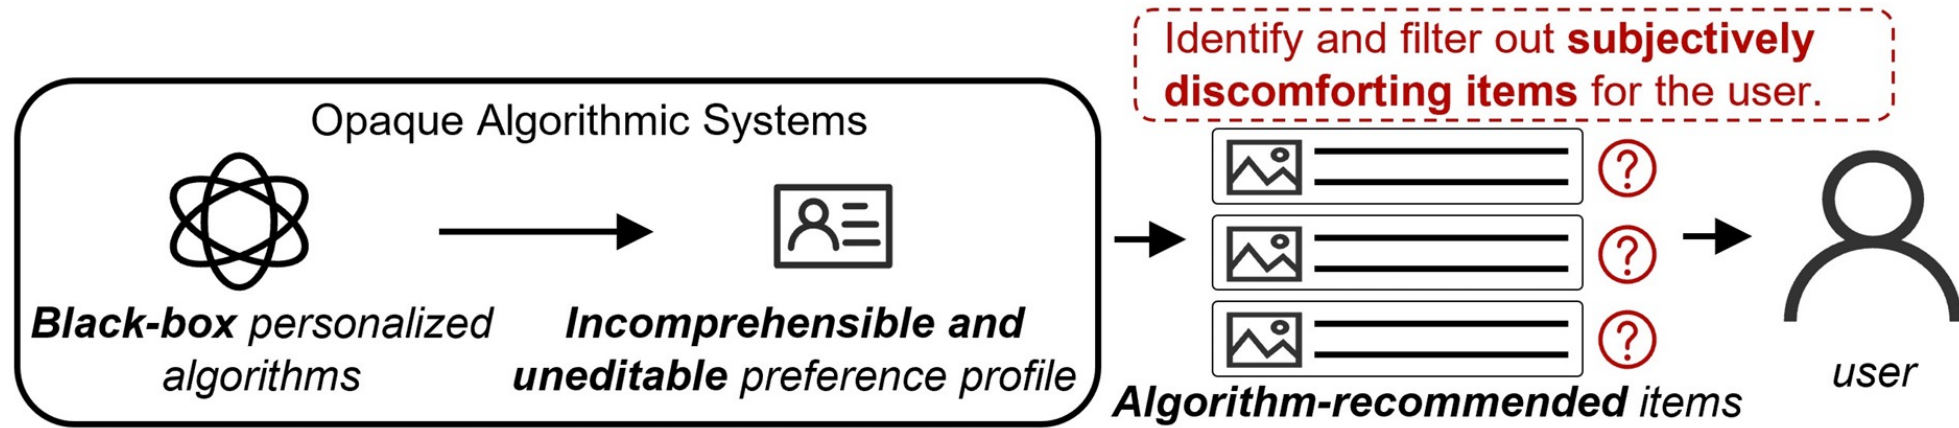 Identify and filter out subjectively
discomforting items for the user.
Opaque Algorithmic Systems
Black-box personalized
algorithms
Incomprehensible and
uneditable preference profile
?
?
?
Algorithm-recommended items
user